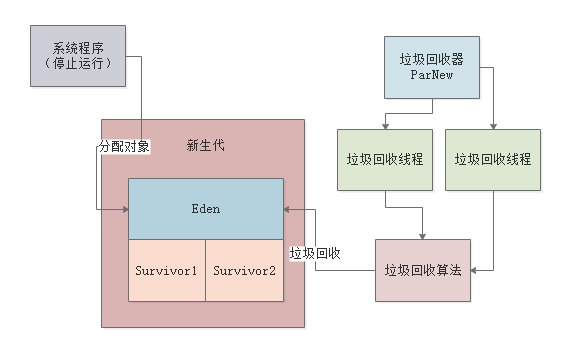 系统程序
（停止运行）
垃圾回收器
ParNew
分配对象
新生代
垃圾回收线程
垃圾回收线程
Eden
垃圾回收
Survivor1
Survivor2
垃圾回收算法